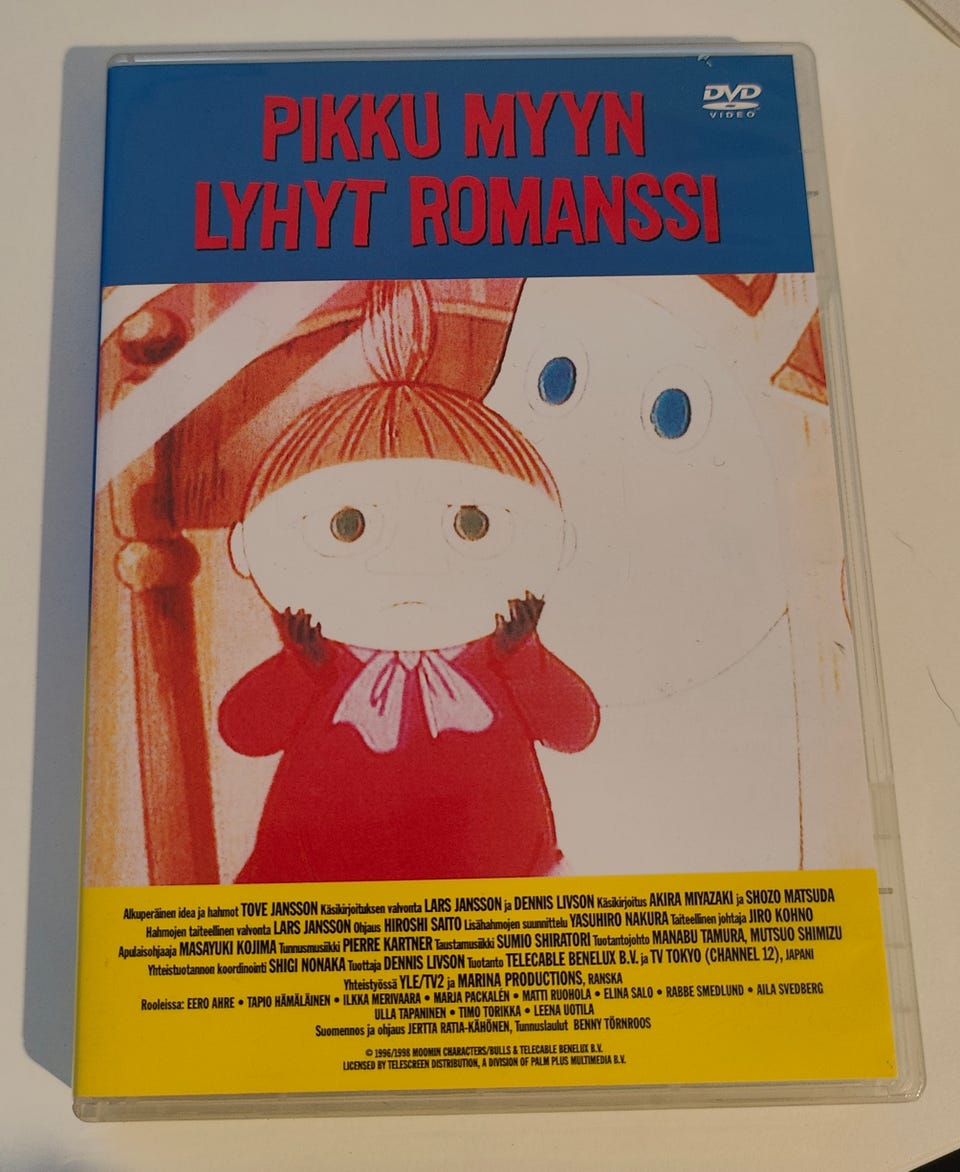 PIKKU MYYN
LYHYT ROMANSSI
DVD
VIDEO
Alkuperäinen idea ja hahmot TOVE JANSSON Käsikirjoituksen valvonta LARS JANSSON ja DENNIS LIVSON Käsikirjoitus AKIRA MIYAZAKI ja SHOZO MATSUDA
Hahmojen taiteellinen valvonta LARS JANSSON Ohjaus HIROSHI SAITO Lisähahmojen suunnittelu YASUHIRO NAKURA Taiteellinen johtaja JIRO KOHNO
Apulaisohjaaja MASAYUKI KOJIMA Tunnusmusiikki PIERRE KARTNER Taustamusiikki SUMIO SHIRATORI Tuotantojohto MANABU TAMURA, MUTSUO SHIMIZU
Yhteistuotannon koordinointi SHIGI NONAKA Tuottaja DENNIS LIVSON Tuotanto TELECABLE BENELUX B.V. ja TV TOKYO (CHANNEL 12), JAPANI
Yhteistyössä YLE/TV2 ja MARINA PRODUCTIONS, RANSKA
Rooleissa: EERO AHRE • TAPIO HÄMÄLÄINEN • ILKKA MERIVAARA • MARJA PACKALÉN • MATTI RUOHOLA • ELINA SALO • RABBE SMEDLUND • AILA SVEDBERG
ULLA TAPANINEN • TIMO TORIKKA • LEENA UOTILA
Suomennos ja ohjaus JERTTA RATIA-KÄHÖNEN, Tunnuslaulut BENNY TÖRNROOS
© 1996/1998 MOOMIN CHARACTERS/BULLS & TELECABLE BENELUX B.V.
LICENSED BY TELESCREEN DISTRIBUTION, A DIVISION OF PALM PLUS MULTIMEDIA B.V.